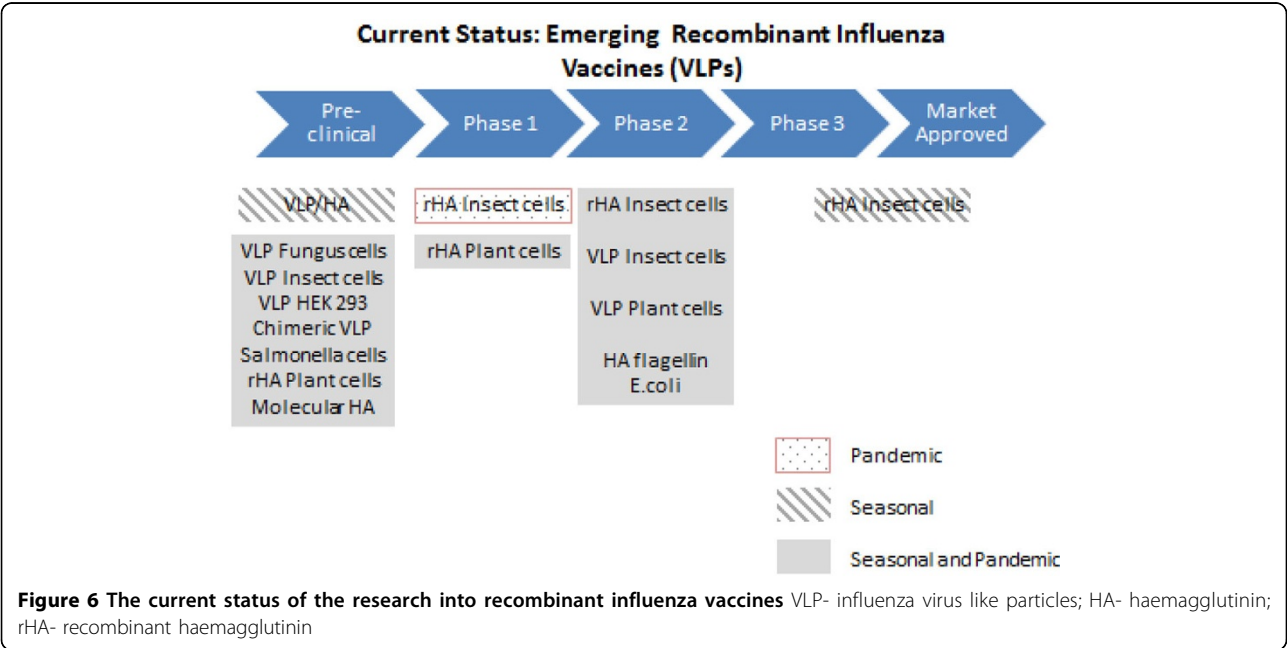 Current Status: Emerging Recombinant Influenza
Vaccines (VLPs)
Pre-
clinical
Phase 1
Phase 2
Phase 3
Market
Approved
VLP/HA
VLP Fungus cells
VLP Insect cells
VLP HEK 293
Chimeric VLP
Salmonella cells
rHA Plant cells
Molecular HA
rHA Insect cells
rHA Plant cells
rHA Insect cells
VLP Insect cells
VLP Plant cells
HA flagellin
E.coli
rHA Insect cells
Pandemic
Seasonal
Seasonal and Pandemic
Figure 6 The current status of the research into recombinant influenza vaccines VLP- influenza virus like particles; HA- haemagglutinin;
rHA- recombinant haemagglutinin